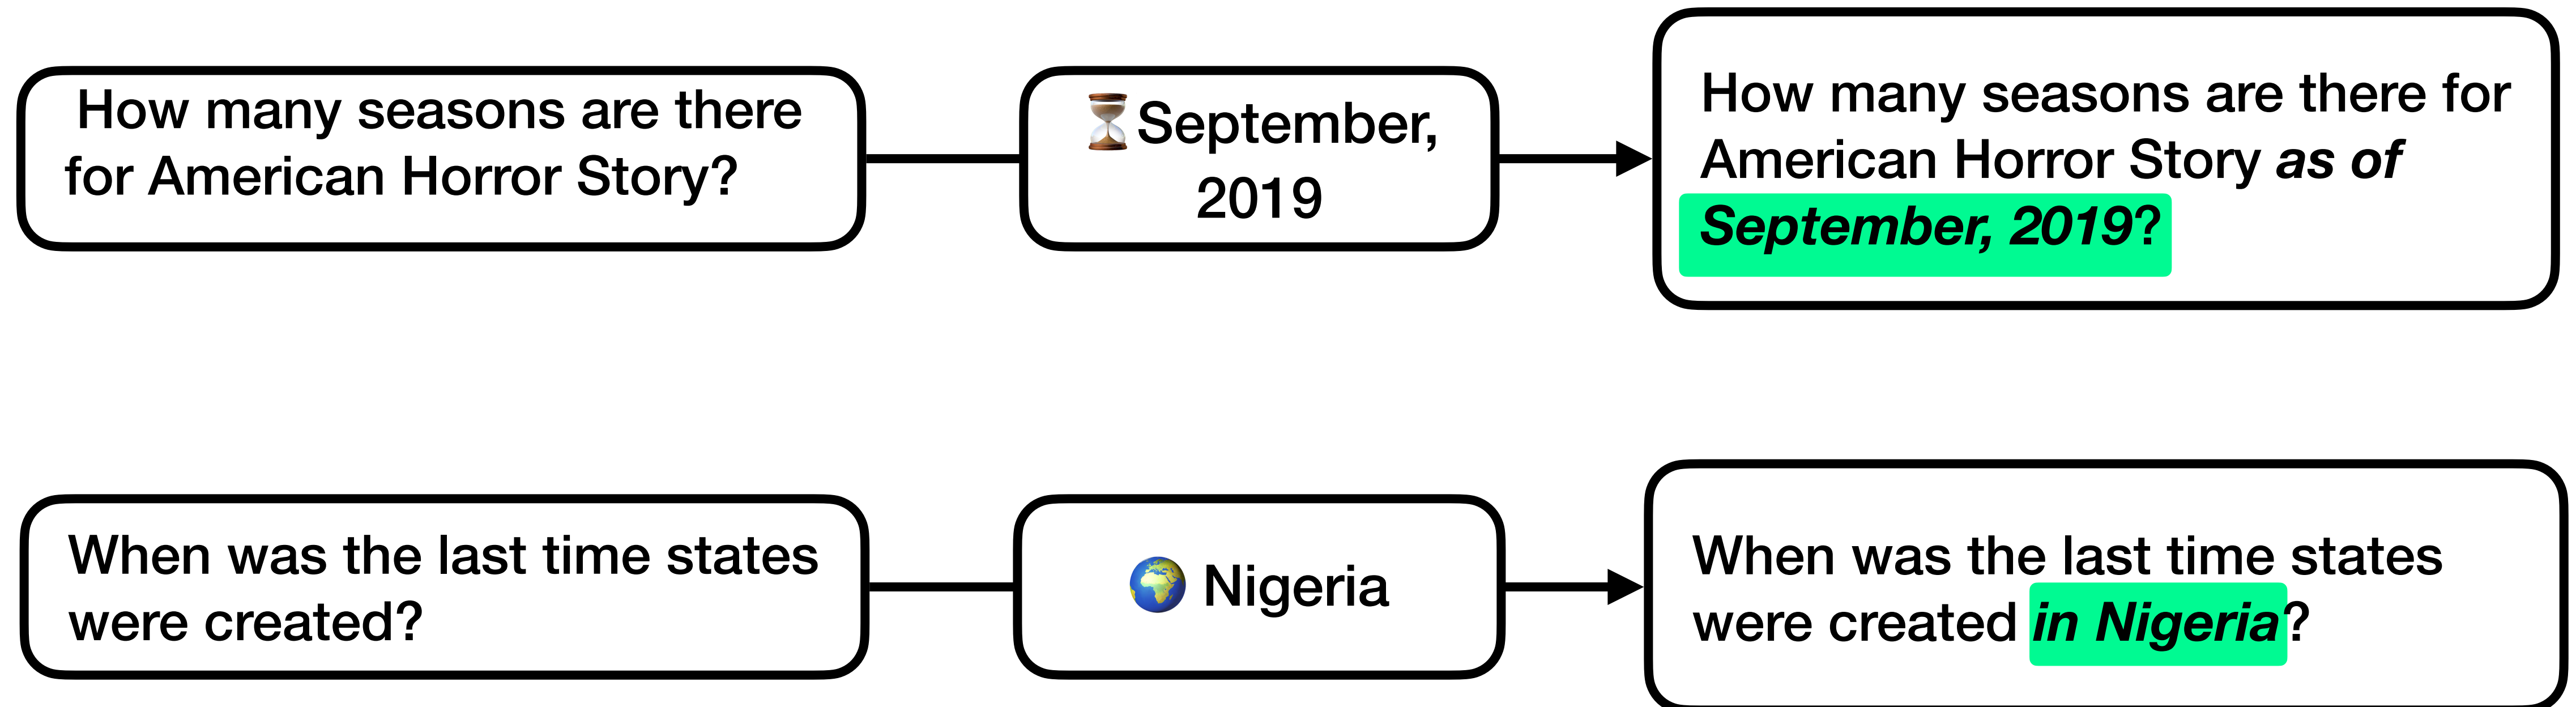 How many seasons are there
for American Horror Story?
⏳September,
2019
How many seasons are there for
American Horror Story as of
September, 2019?
When was the last time states
were created?
🌍 Nigeria
When was the last time states
were created in Nigeria?